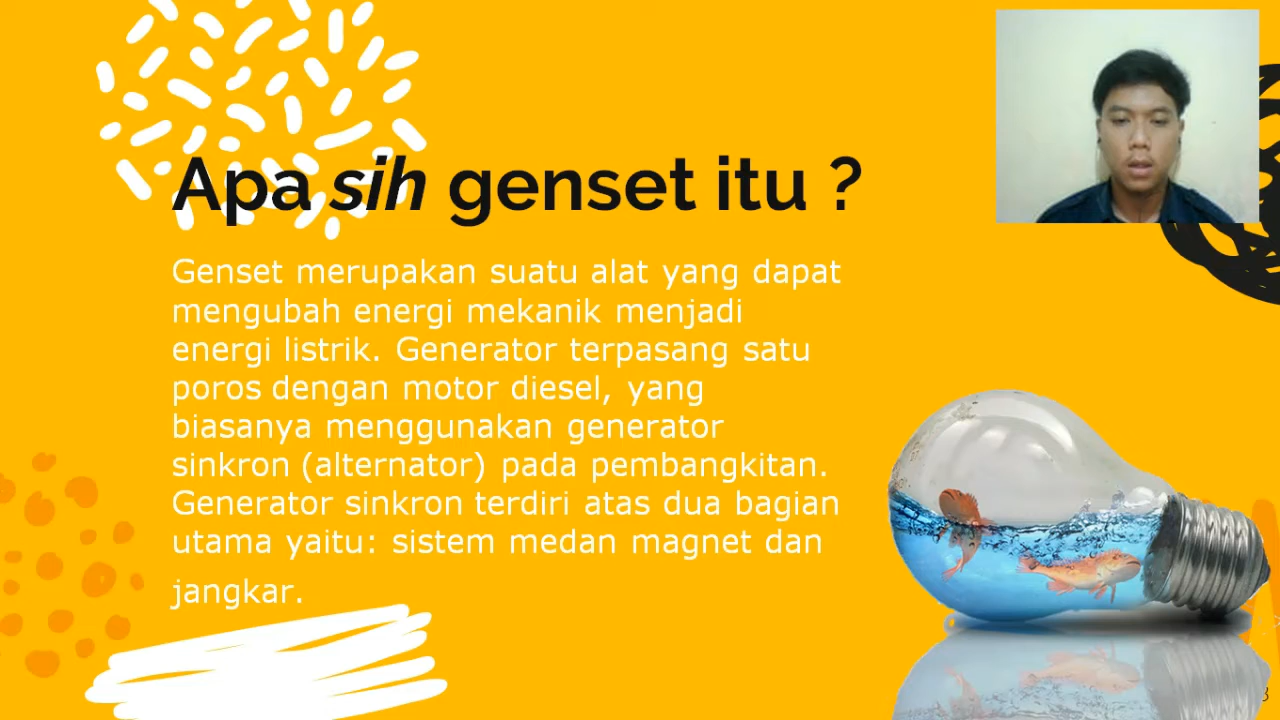 Apa sih genset itu ?
Genset merupakan suatu alat yang dapat
mengubah energi mekanik menjadi
energi listrik. Generator terpasang satu
poros dengan motor diesel, yang
biasanya menggunakan generator
sinkron (alternator) pada pembangkitan.
Generator sinkron terdiri atas dua bagian
utama yaitu: sistem medan magnet dan
jangkar.
3